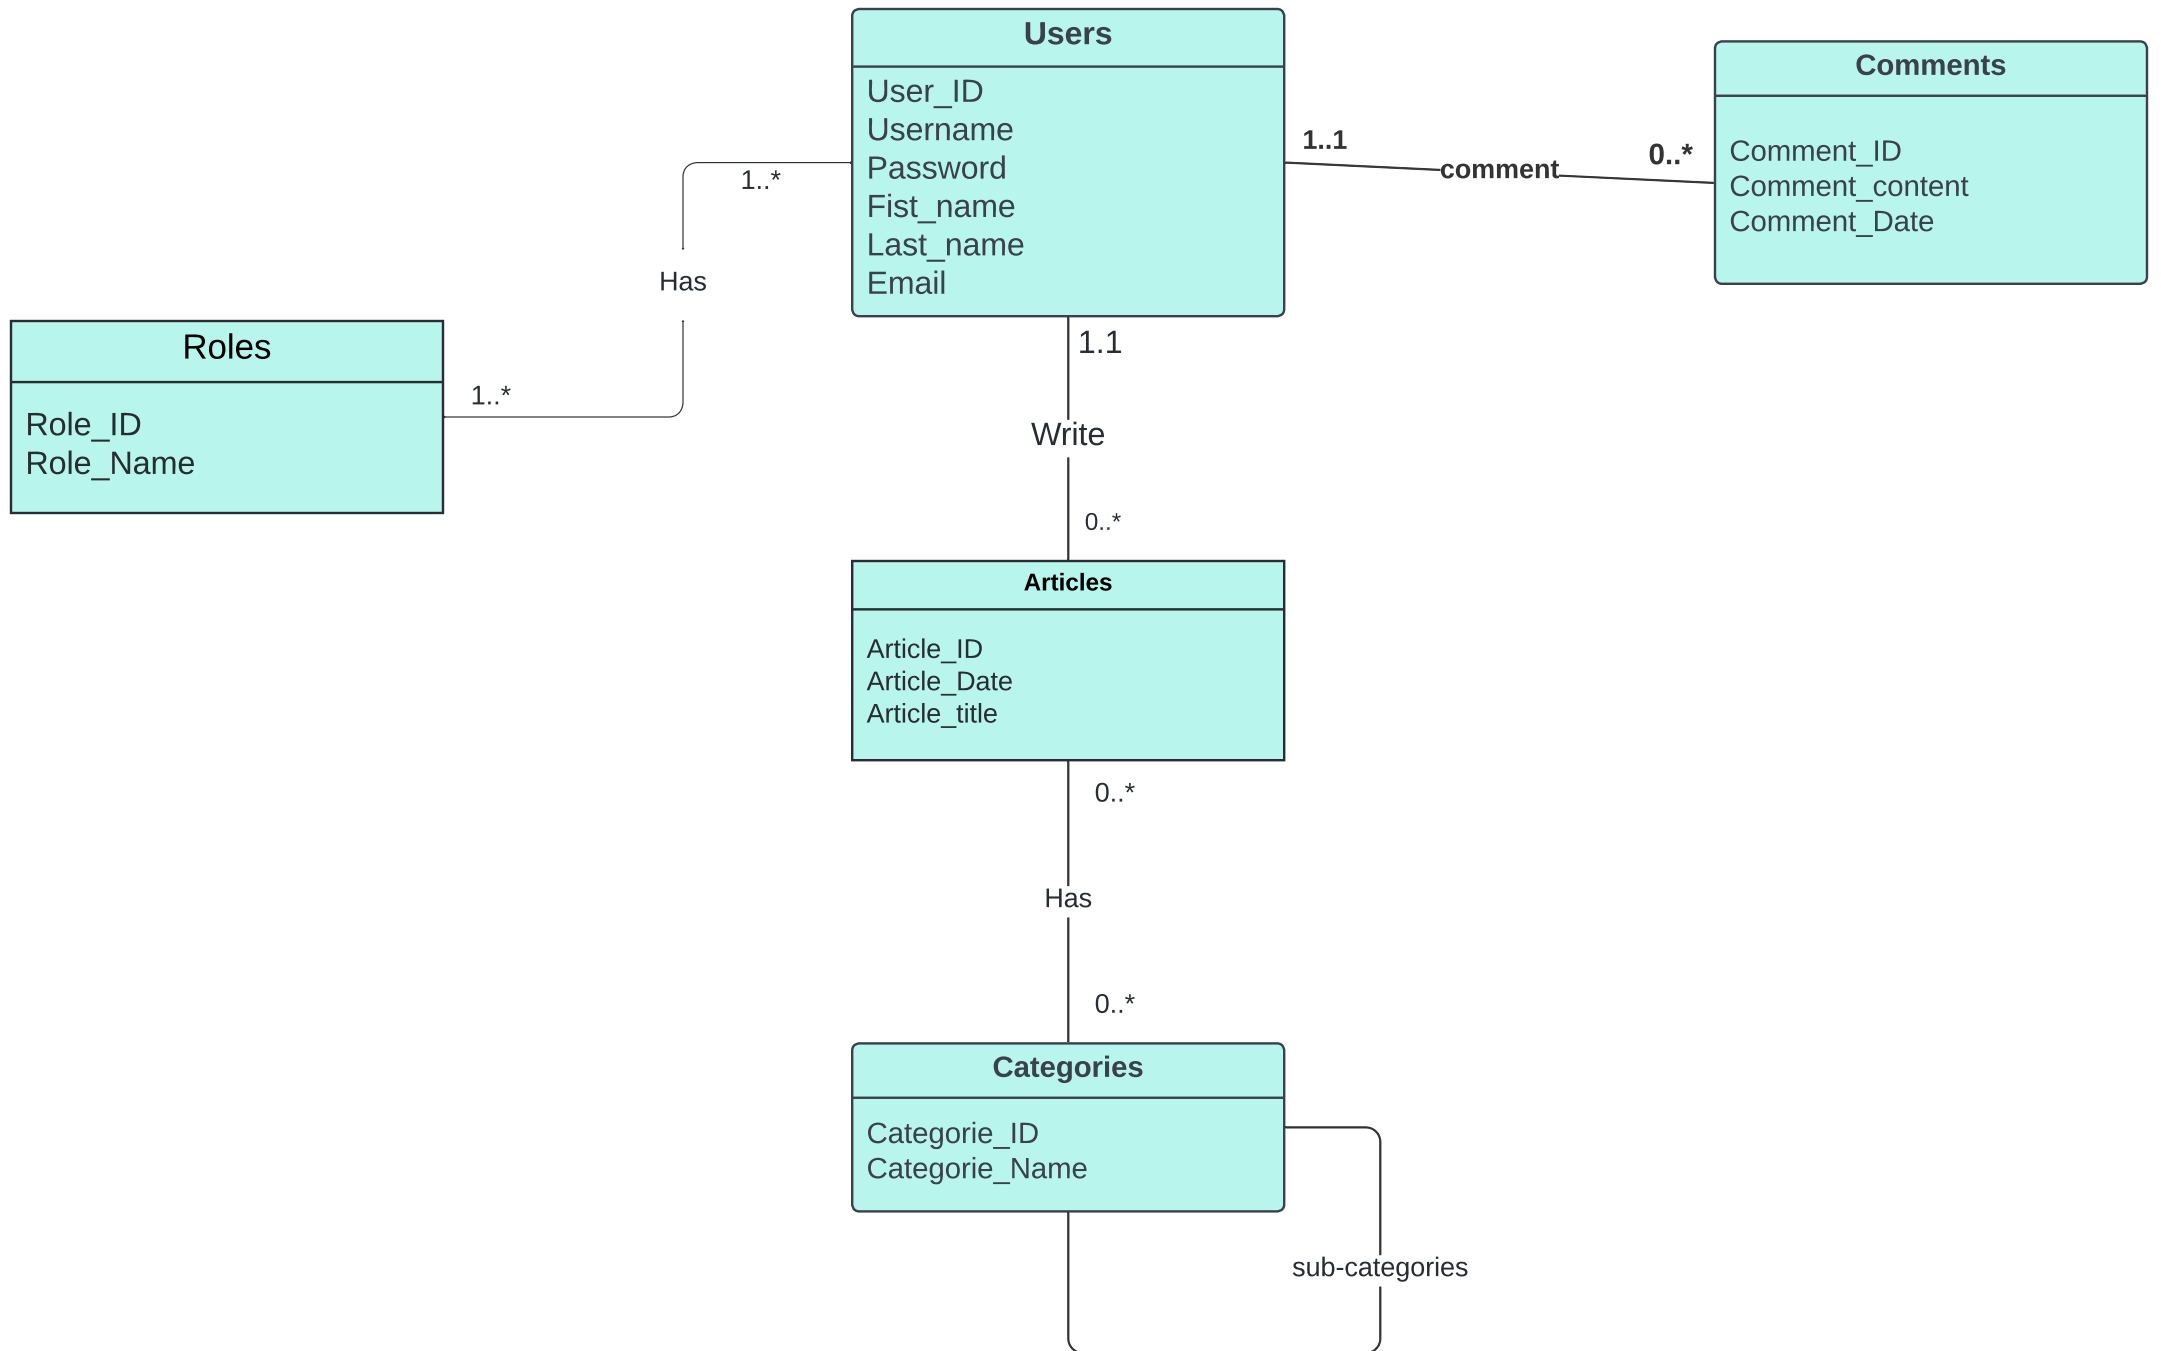 Users
User_ID
Username
Password
Fist_name
Last_name
Email
Comments
Comment_ID
Comment_content
Comment_Date
1..1
comment
0..*
1..*
Has
1..*
Roles
Role_ID
Role_Name
1.1
Write
0..*
Articles
Article_ID
Article_Date
Article_title
0..*
Has
0..*
Categories
Categorie_ID
Categorie_Name
sub-categories